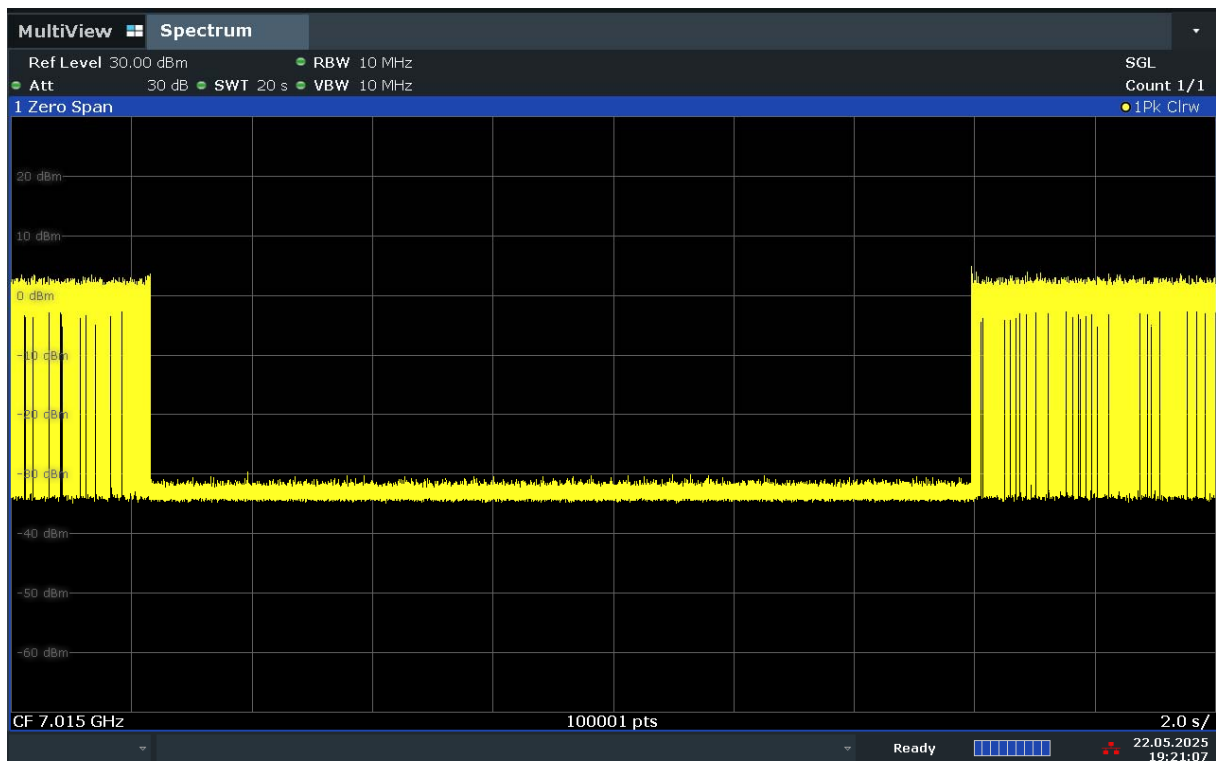 MultiView Spectrum
Ref Level 30.00 dBm RBW 10 MHz SGL
Att 30 dB SWT 20 s VBW 10 MHz Count 1/1
1 Zero Span 1Pk Clrw
20 dBm
10 dBm
0 dBm
-10 dBm
-20 dBm
-30 dBm
-40 dBm
-50 dBm
-60 dBm
CF 7.015 GHz 100001 pts 2.0 s/
Ready 22.05.2025
19:21:07